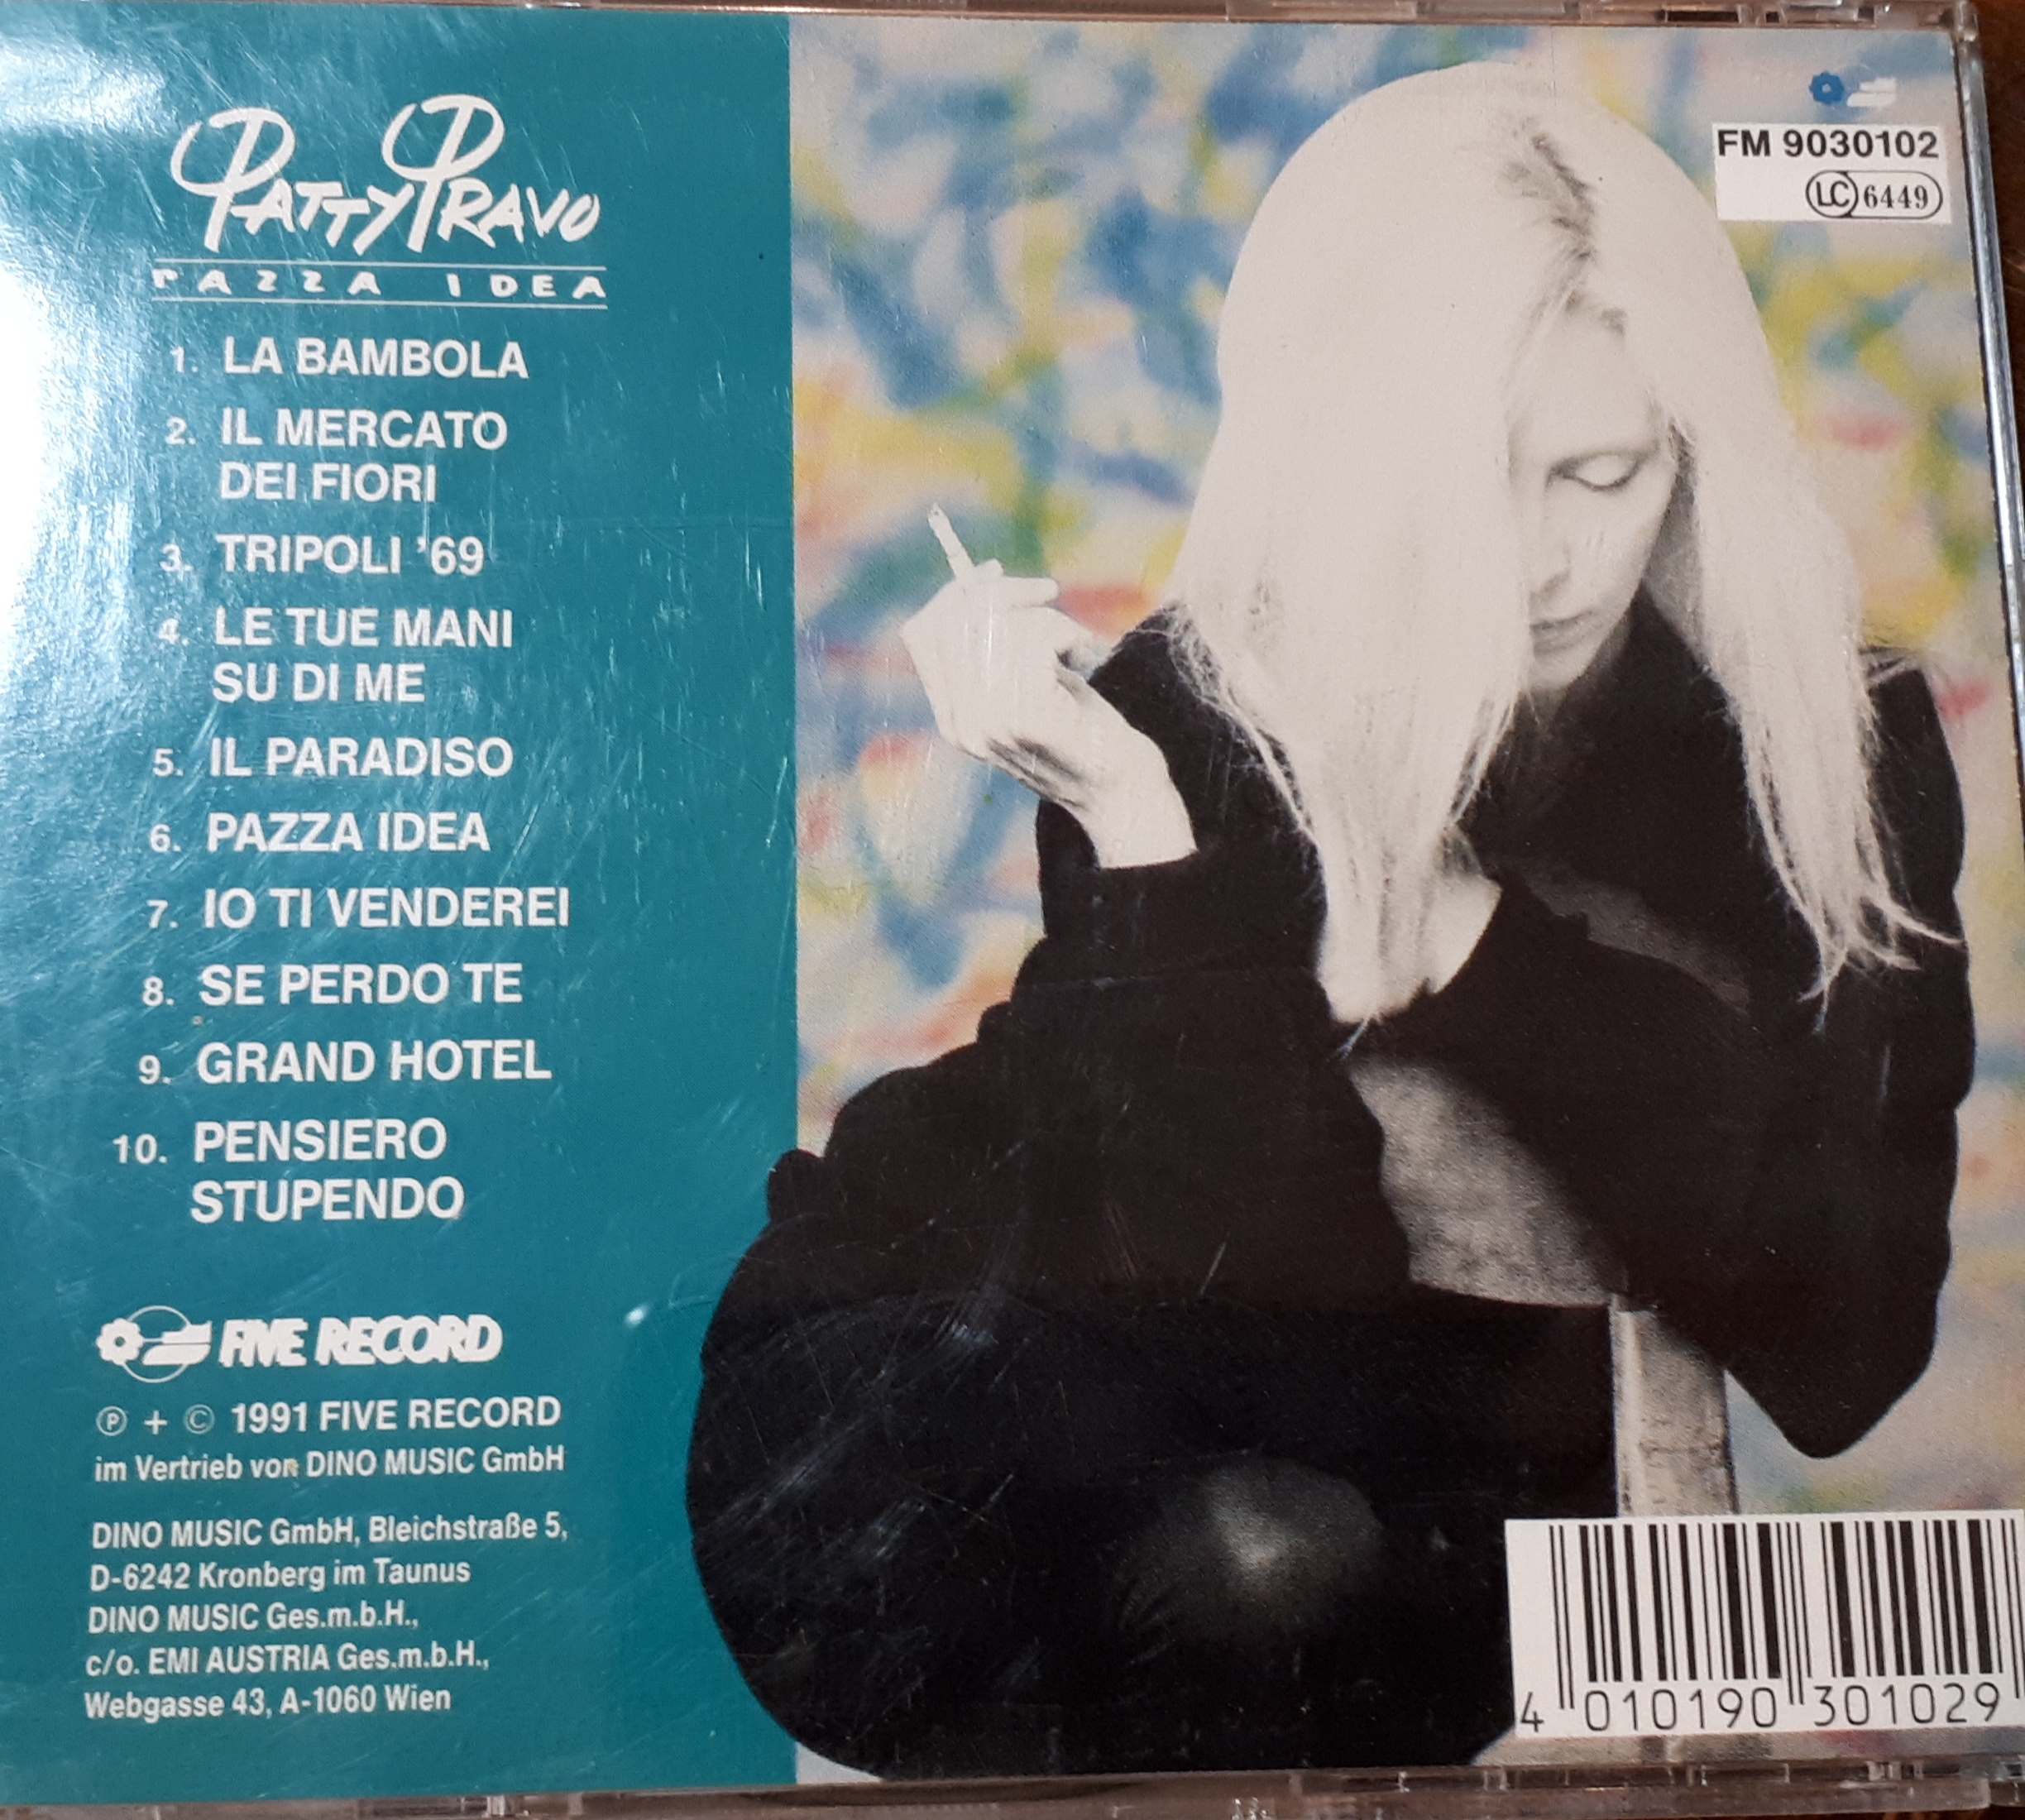 PATTY PRAVO
PAZZA IDEA
1. LA BAMBOLA
2. IL MERCATO
DEI FIORI
3. TRIPOLI '69
4. LE TUE MANI
SU DI ME
5. IL PARADISO
6. PAZZA IDEA
7. IO TI VENDEREI
8. SE PERDO TE
9. GRAND HOTEL
10. PENSIERO
STUPENDO
FIVE RECORD
℗ + © 1991 FIVE RECORD
im Vertrieb von DINO MUSIC GmbH
DINO MUSIC GmbH, Bleichstraße 5,
D-6242 Kronberg im Taunus
DINO MUSIC Ges.m.b.H.,
c/o. EMI AUSTRIA Ges.m.b.H.,
Webgasse 43, A-1060 Wien
FM 9030102
LC 6449
4 010190 301029